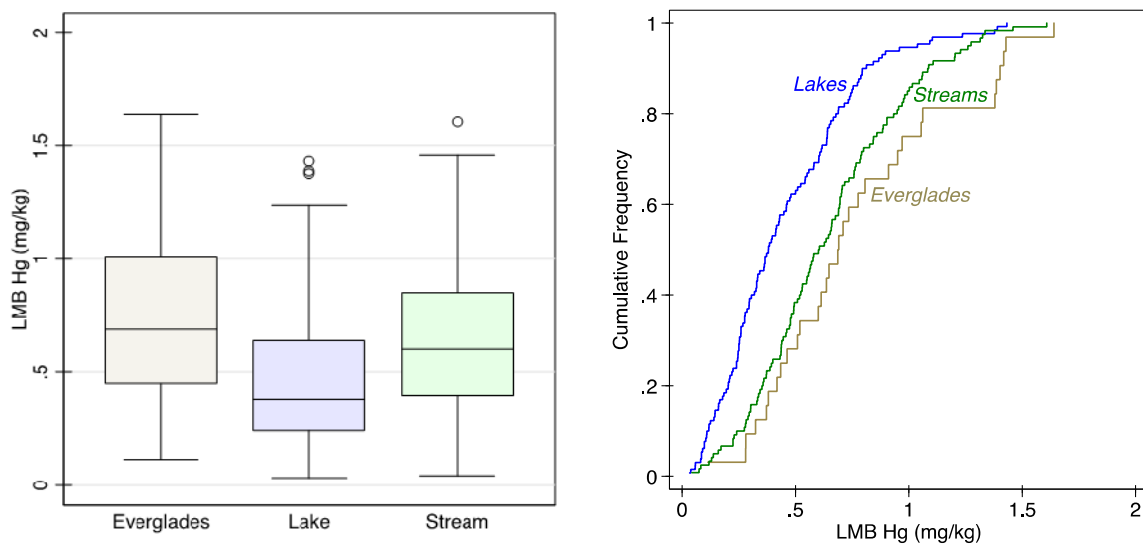 2
1.5
1
.5
0
LMB Hg (mg/kg)
Everglades Lake Stream
1
.8
.6
.4
.2
0
Cumulative Frequency
Lakes
Streams
Everglades
0 .5 1 1.5 2
LMB Hg (mg/kg)